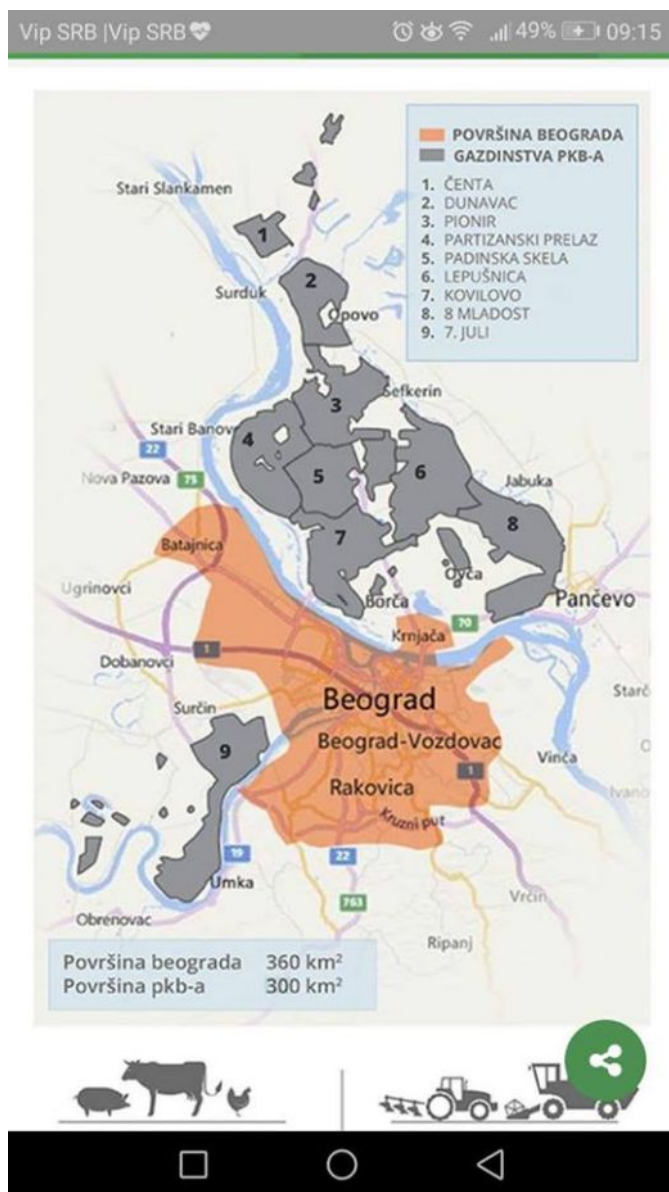 Vip SRB |Vip SRB
49%
09:15
POVRŠINA BEOGRADA
GAZDINSTVA PKB-A
1. ČENTA
2. DUNAVAC
3. PIONIR
4. PARTIZANSKI PRELAZ
5. PADINSKA SKELA
6. LEPUŠNICA
7. KOVILOVO
8. 8 MLADOST
9. 7. JULI
Stari Slankamen
1
Surduk
2
Opovo
3
Sefkerin
Stari Banov
4
22
Nova Pazova
75
5
6
Jabuka
7
8
Batajnica
Ugrinovci
Borča
Ovča
Pančevo
70
Krnjača
1
Dobanovci
Beograd
Starč
Surčin
9
Beograd-Vozdovac
Vinča
1
Rakovica
Ivano
Kruzni put
19
22
Umka
763
Vrčin
Obrenovac
Ripanj
Površina beograda 360 km²
Površina pkb-a 300 km²